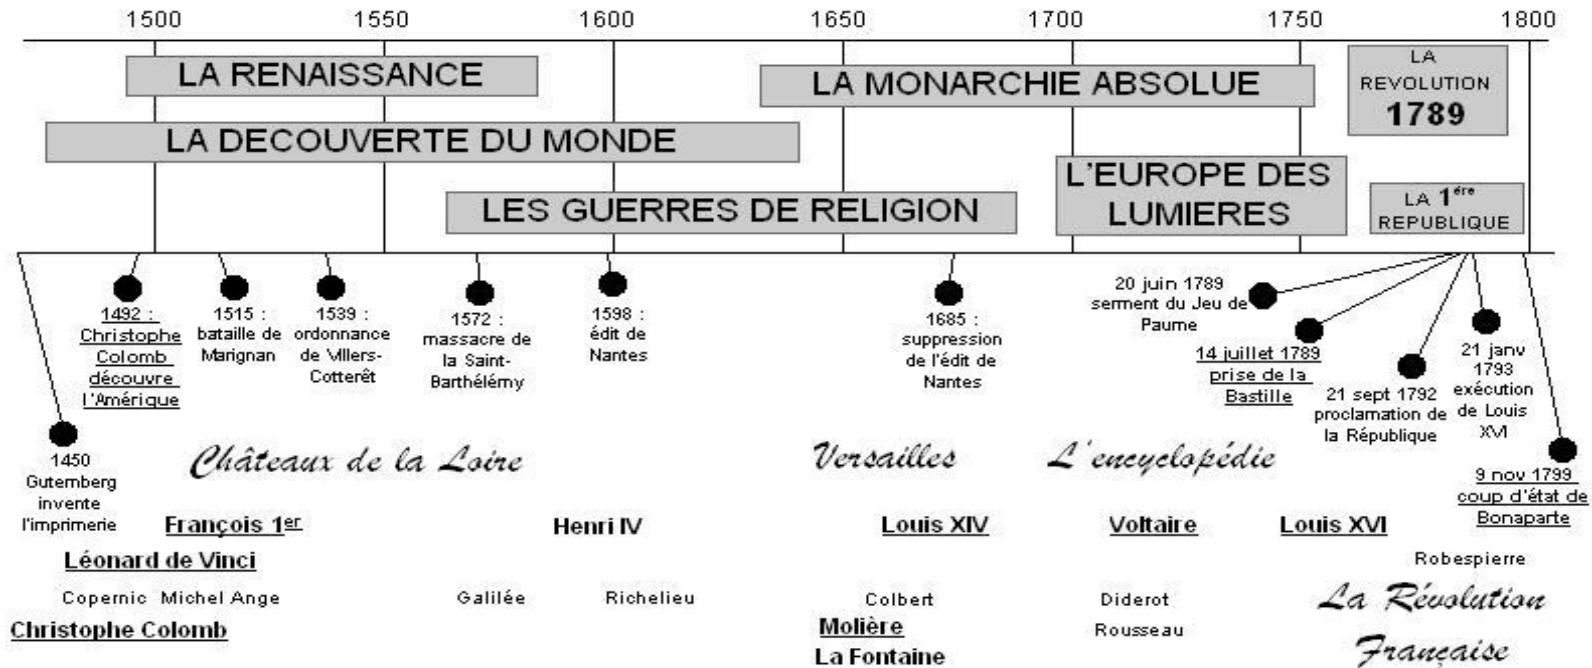 1500 1550 1600 1650 1700 1750 1800
LA RENAISSANCE
LA MONARCHIE ABSOLUE
LA
REVOLUTION
1789
LA DECOUVERTE DU MONDE
L'EUROPE DES
LUMIERES
LES GUERRES DE RELIGION
LA 1ére
REPUBLIQUE
1492 :
Christophe
Colomb
découvre
l'Amérique
1515 :
bataille de
Marignan
1539 :
ordonnance
de Villers-
Cotterêt
1572 :
massacre de
la Saint-
Barthélémy
1598 :
édit de
Nantes
1685 :
suppression
de l'édit de
Nantes
20 juin 1789
serment du Jeu de
Paume
14 juillet 1789
prise de la
Bastille
21 sept 1792
proclamation de
la République
21 janv
1793
exécution
de Louis
XVI
9 nov 1799
coup d'état de
Bonaparte
1450
Gutemberg
invente
l'imprimerie
Châteaux de la Loire
Versailles
L'encyclopédie
François 1er
Henri IV
Louis XIV
Voltaire
Louis XVI
Léonard de Vinci
Robespierre
Copernic Michel Ange
Galilée
Richelieu
Colbert
Diderot
La Révolution
Française
Christophe Colomb
Molière
Rousseau
La Fontaine